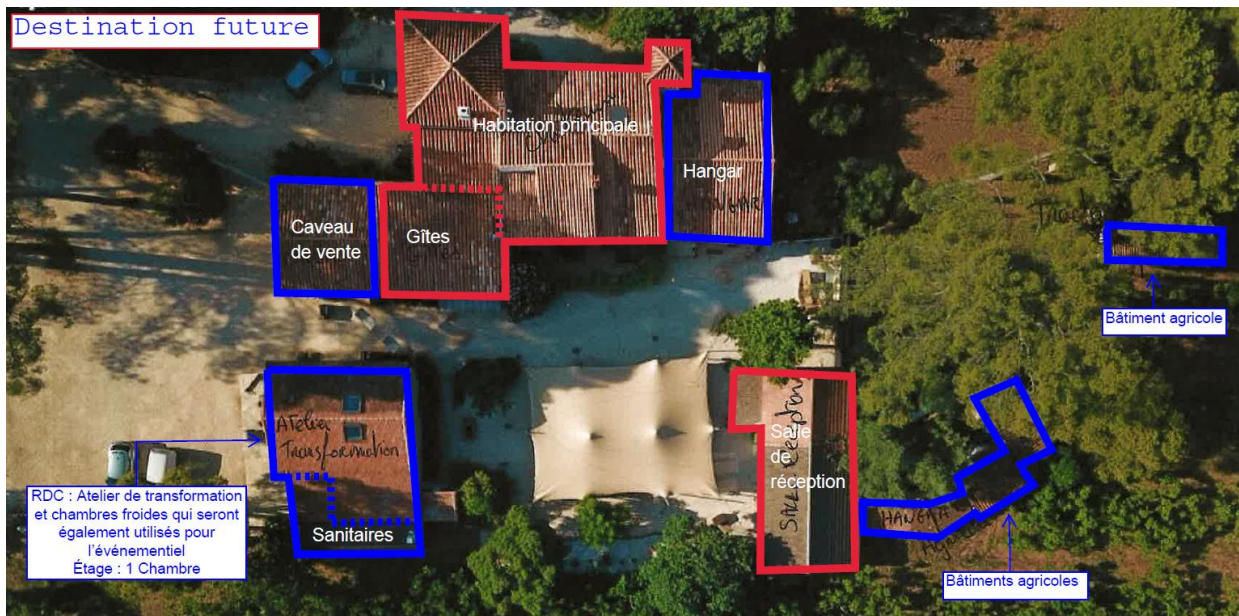 Destination future
Habitation principale
Hangar
Caveau
de vente
Gîtes
Bâtiment agricole
Atelier
Transformation
Salle
de
réception
SALLE Réception
HANGAR
RDC : Atelier de transformation
et chambres froides qui seront
également utilisés pour
l'événementiel
Étage : 1 Chambre
Sanitaires
Bâtiments agricoles